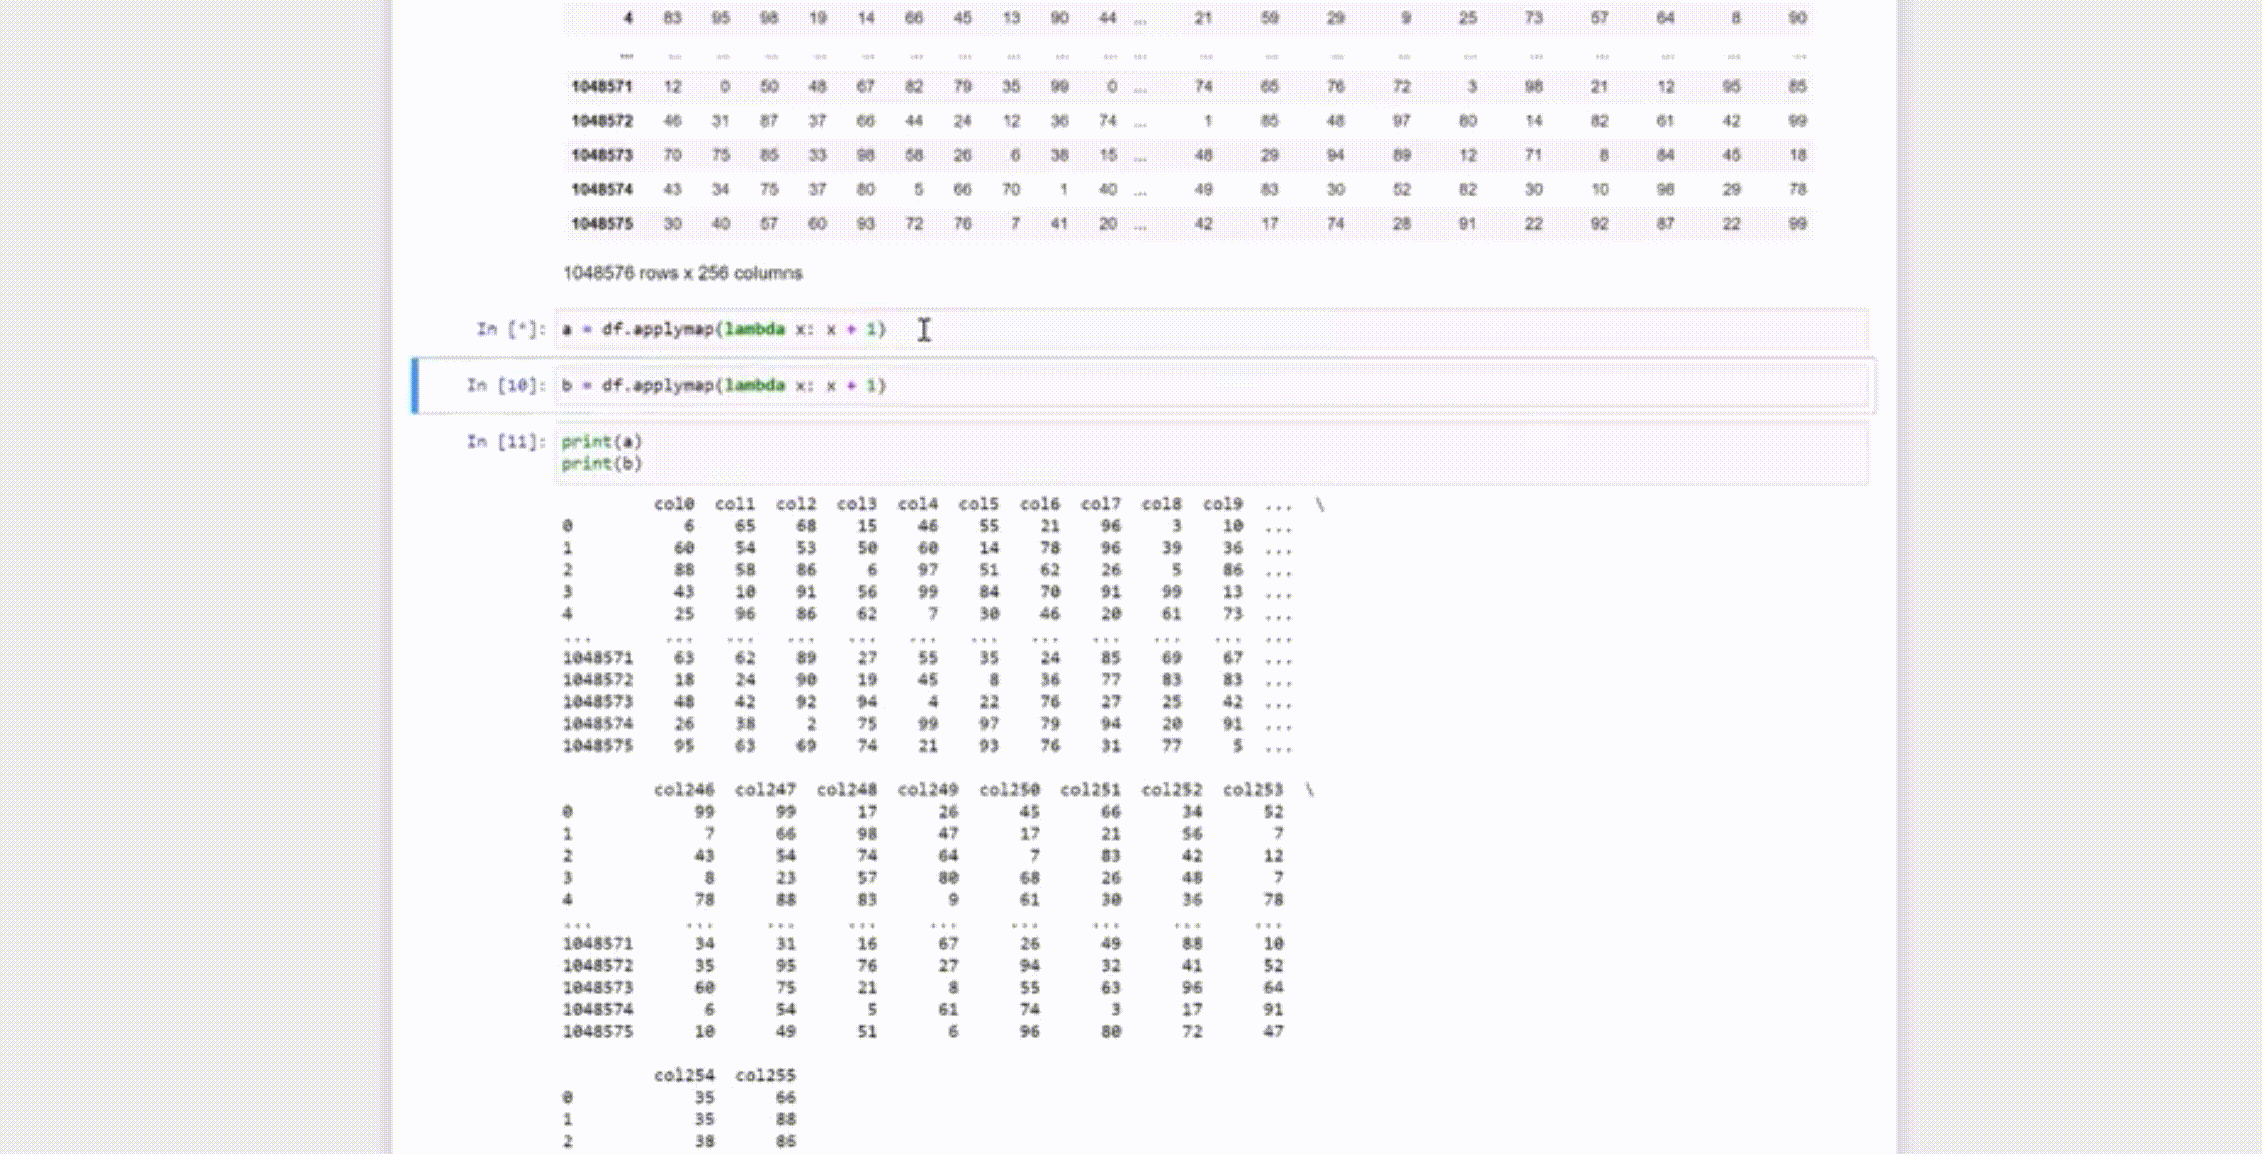 4 83 95 98 19 14 66 45 13 90 44 ... 21 59 29 9 25 73 57 64 8 90
... ... ... ... ... ... ... ... ... ... ... ... ... ... ... ... ... ... ... ... ... ...
1048571 12 0 50 48 67 82 79 35 99 0 ... 74 65 76 72 3 98 21 12 95 85
1048572 46 31 87 37 66 44 24 12 36 74 ... 1 85 48 97 80 14 82 61 42 99
1048573 70 75 85 33 98 58 26 6 38 15 ... 48 29 94 89 12 71 8 84 45 18
1048574 43 34 75 37 80 5 66 70 1 40 ... 49 83 30 52 82 30 10 98 29 78
1048575 30 40 57 60 93 72 76 7 41 20 ... 42 17 74 28 91 22 92 87 22 99
1048576 rows x 256 columns
In [*]: a = df.applymap(lambda x: x + 1)
In [10]: b = df.applymap(lambda x: x + 1)
In [11]: print(a)
print(b)
col0 col1 col2 col3 col4 col5 col6 col7 col8 col9 ... \
0 6 65 68 15 46 55 21 96 3 10 ...
1 60 54 53 50 60 14 78 96 39 36 ...
2 88 58 86 6 97 51 62 26 5 86 ...
3 43 10 91 56 99 84 70 91 99 13 ...
4 25 96 86 62 7 30 46 20 61 73 ...
... ... ... ... ... ... ... ... ... ... ... ...
1048571 63 62 89 27 55 35 24 85 69 67 ...
1048572 18 24 90 19 45 8 36 77 83 83 ...
1048573 48 42 92 94 4 22 76 27 25 42 ...
1048574 26 38 2 75 99 97 79 94 20 91 ...
1048575 95 63 69 74 21 93 76 31 77 5 ...
col246 col247 col248 col249 col250 col251 col252 col253 \
0 99 99 17 26 45 66 34 52
1 7 66 98 47 17 21 56 7
2 43 54 74 64 7 83 42 12
3 8 23 57 80 68 26 48 7
4 78 88 83 9 61 30 36 78
... ... ... ... ... ... ... ... ...
1048571 34 31 16 67 26 49 88 10
1048572 35 95 76 27 94 32 41 52
1048573 60 75 21 8 55 63 96 64
1048574 6 54 5 61 74 3 17 91
1048575 10 49 51 6 96 80 72 47
col254 col255
0 35 66
1 35 88
2 38 86